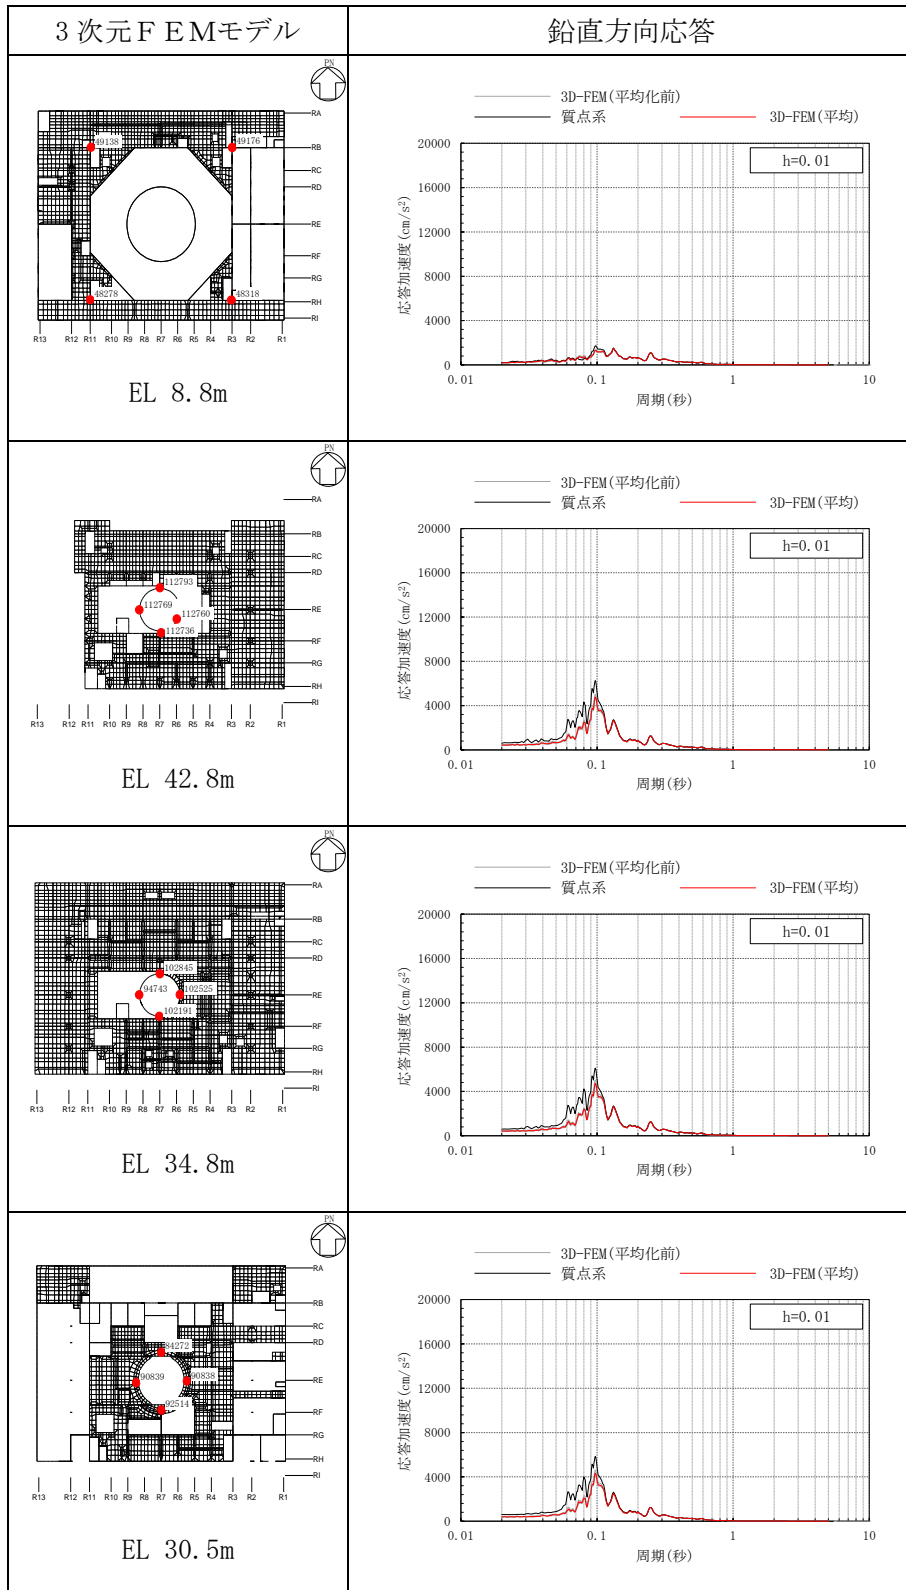 3次元ＦＥＭモデル
鉛直方向応答
PN
RA
RB
RC
RD
RE
RF
RG
RH
RI
49138
49176
48278
48318
R13 R12 R11 R10 R9 R8 R7 R6 R5 R4 R3 R2 R1
EL 8.8m
3D-FEM(平均化前)
質点系
3D-FEM(平均)
h=0.01
応答加速度(cm/s²)
20000
16000
12000
8000
4000
0
0.01 0.1 1 10
周期(秒)
PN
RA
RB
RC
RD
RE
RF
RG
RH
RI
112793
112769
112760
112736
R13 R12 R11 R10 R9 R8 R7 R6 R5 R4 R3 R2 R1
EL 42.8m
3D-FEM(平均化前)
質点系
3D-FEM(平均)
h=0.01
応答加速度(cm/s²)
20000
16000
12000
8000
4000
0
0.01 0.1 1 10
周期(秒)
PN
RA
RB
RC
RD
RE
RF
RG
RH
RI
102845
94743
102525
102191
R13 R12 R11 R10 R9 R8 R7 R6 R5 R4 R3 R2 R1
EL 34.8m
3D-FEM(平均化前)
質点系
3D-FEM(平均)
h=0.01
応答加速度(cm/s²)
20000
16000
12000
8000
4000
0
0.01 0.1 1 10
周期(秒)
PN
RA
RB
RC
RD
RE
RF
RG
RH
RI
84272
90839
90838
92514
R13 R12 R11 R10 R9 R8 R7 R6 R5 R4 R3 R2 R1
EL 30.5m
3D-FEM(平均化前)
質点系
3D-FEM(平均)
h=0.01
応答加速度(cm/s²)
20000
16000
12000
8000
4000
0
0.01 0.1 1 10
周期(秒)